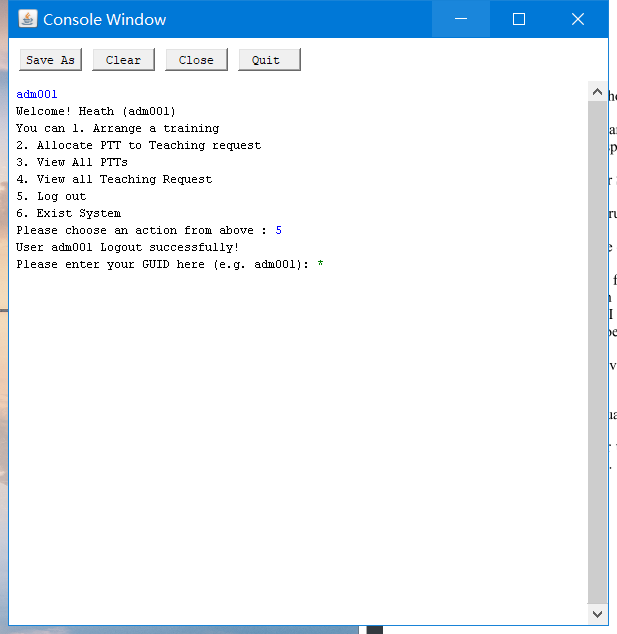 Console Window
Save As Clear Close Quit
adm001
Welcome! Heath (adm001)
You can 1. Arrange a training
2. Allocate PTT to Teaching request
3. View All PTTs
4. View all Teaching Request
5. Log out
6. Exist System
Please choose an action from above : 5
User adm001 Logout successfully!
Please enter your GUID here (e.g. adm001): *